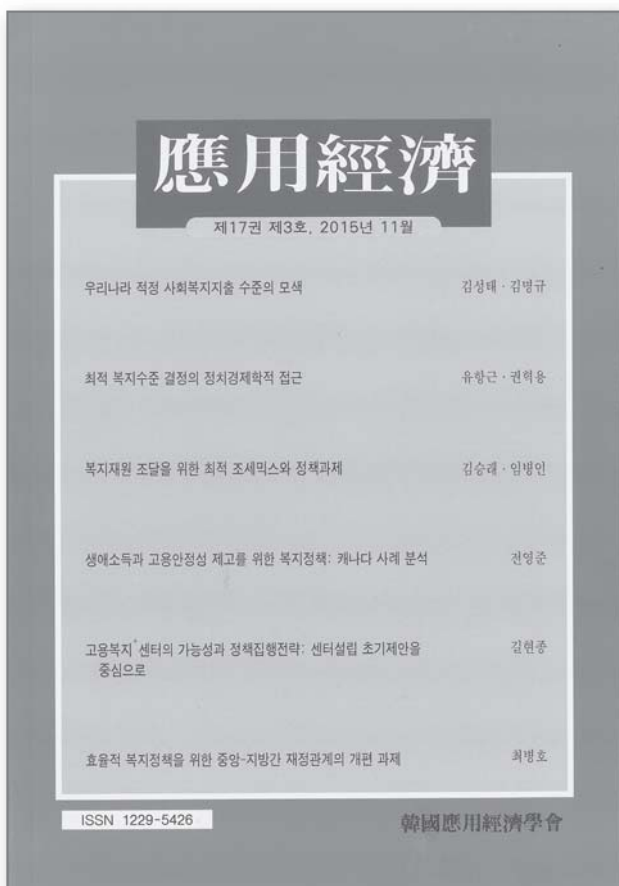 應用經濟
제17권 제3호, 2015년 11월
우리나라 적정 사회복지지출 수준의 모색 김성태·김명규
최적 복지수준 결정의 정치경제학적 접근 유항근·권혁용
복지재원 조달을 위한 최적 조세믹스와 정책과제 김승래·임병인
생애소득과 고용안정성 제고를 위한 복지정책: 캐나다 사례 분석 전영준
고용복지⁺센터의 가능성과 정책집행전략: 센터설립 초기제안을 길현종
중심으로
효율적 복지정책을 위한 중앙-지방간 재정관계의 개편 과제 최병호
ISSN 1229-5426 韓國應用經濟學會